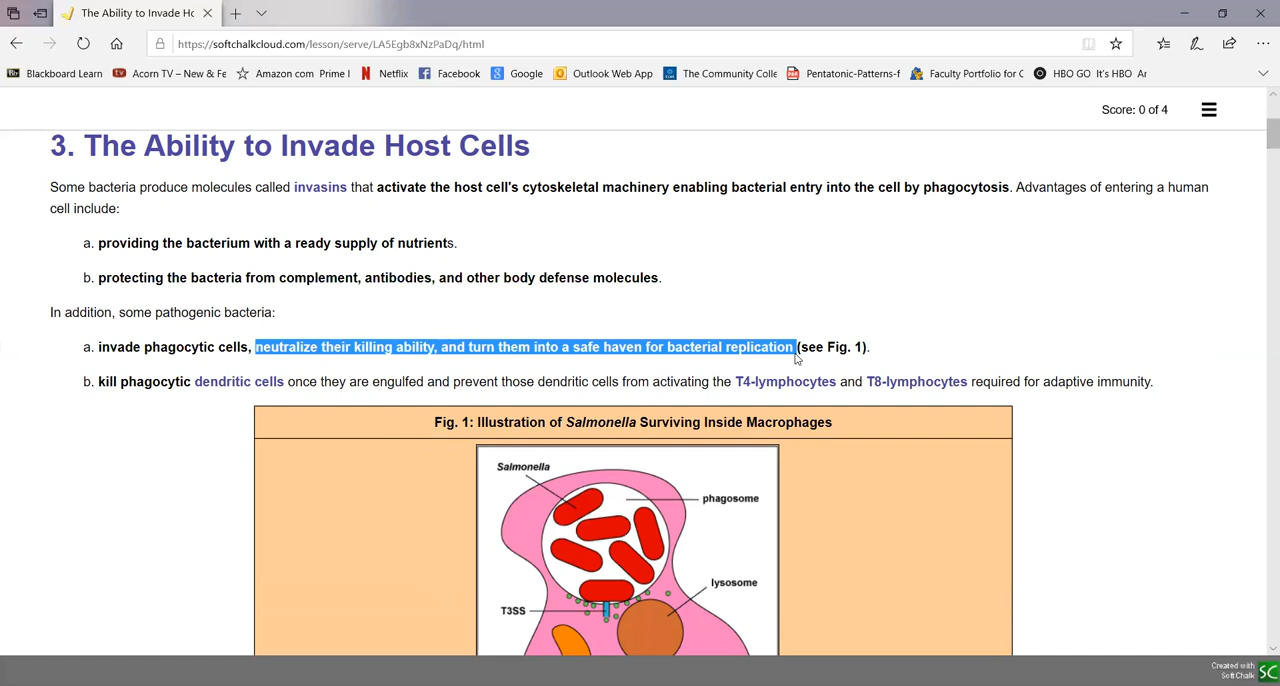 The Ability to Invade Ho
https://softchalkcloud.com/lesson/serve/LA5Egb8xNzPaDq/html
Blackboard Learn Acorn TV – New & Fe Amazon com Prime I Netflix Facebook Google Outlook Web App The Community Colle Pentatonic-Patterns-f Faculty Portfolio for C HBO GO It's HBO Ar
Score: 0 of 4
3. The Ability to Invade Host Cells
Some bacteria produce molecules called invasins that activate the host cell's cytoskeletal machinery enabling bacterial entry into the cell by phagocytosis. Advantages of entering a human
cell include:
a. providing the bacterium with a ready supply of nutrients.
b. protecting the bacteria from complement, antibodies, and other body defense molecules.
In addition, some pathogenic bacteria:
a. invade phagocytic cells, neutralize their killing ability, and turn them into a safe haven for bacterial replication (see Fig. 1).
b. kill phagocytic dendritic cells once they are engulfed and prevent those dendritic cells from activating the T4-lymphocytes and T8-lymphocytes required for adaptive immunity.
Fig. 1: Illustration of Salmonella Surviving Inside Macrophages
Salmonella
phagosome
lysosome
T3SS
Created with
SoftChalk
SC